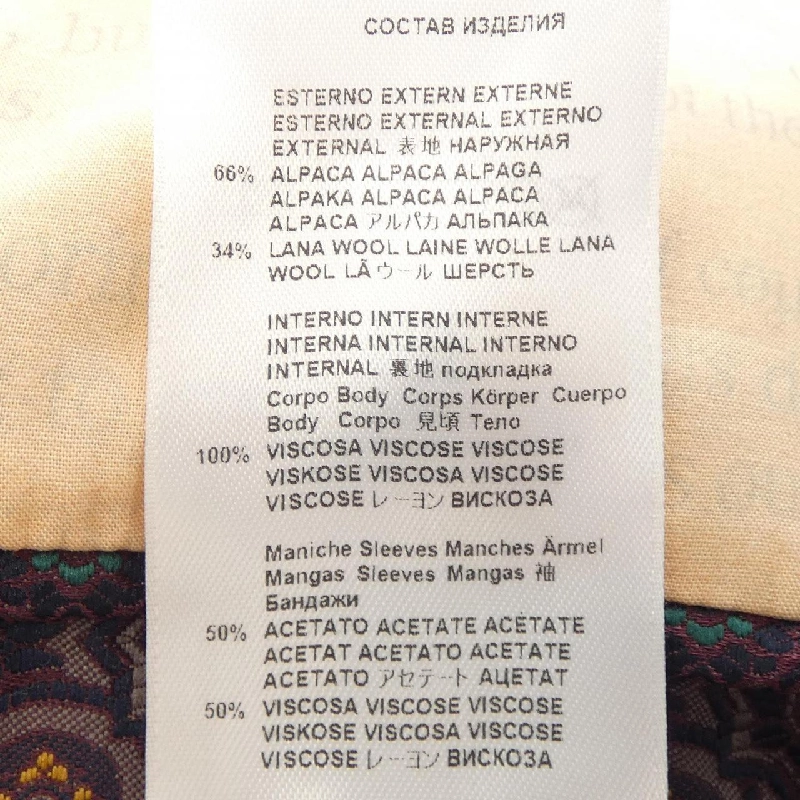 СОСТАВ ИЗДЕЛИЯ
ESTERNO EXTERN EXTERNE
ESTERNO EXTERNAL EXTERNO
EXTERNAL 表地 НАРУЖНАЯ
66% ALPACA ALPACA ALPAGA
ALPAKA ALPACA ALPACA
ALPACA アルパカ АЛЬПАКА
34% LANA WOOL LAINE WOLLE LANA
WOOL LÃ ウール ШЕРСТЬ
INTERNO INTERN INTERNE
INTERNA INTERNAL INTERNO
INTERNAL 裏地 подкладка
Corpo Body Corps Körper Cuerpo
Body Corpo 見頃 Тело
100% VISCOSA VISCOSE VISCOSE
VISKOSE VISCOSA VISCOSE
VISCOSE レーヨン ВИСКОЗА
Maniche Sleeves Manches Ärmel
Mangas Sleeves Mangas 袖
Бандажи
50% ACETATO ACETATE ACÉTATE
ACETAT ACETATO ACETATE
ACETATO アセテート АЦЕТАТ
50% VISCOSA VISCOSE VISCOSE
VISKOSE VISCOSA VISCOSE
VISCOSE レーヨン ВИСКОЗА